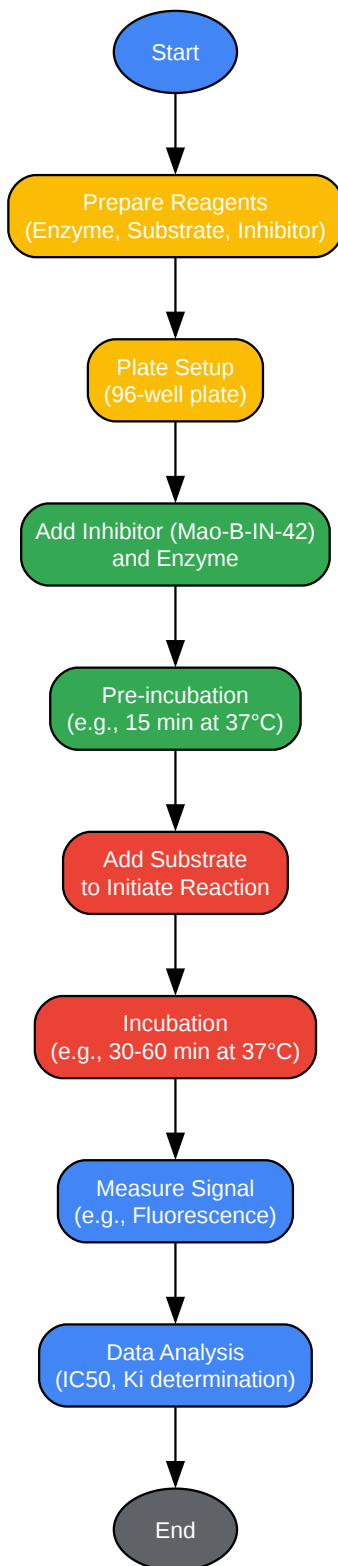 Start
Prepare Reagents
(Enzyme, Substrate, Inhibitor)
Plate Setup
(96-well plate)
Add Inhibitor (Mao-B-IN-42)
and Enzyme
Pre-incubation
(e.g., 15 min at 37°C)
Add Substrate
to Initiate Reaction
Incubation
(e.g., 30-60 min at 37°C)
Measure Signal
(e.g., Fluorescence)
Data Analysis
(IC50, Ki determination)
End